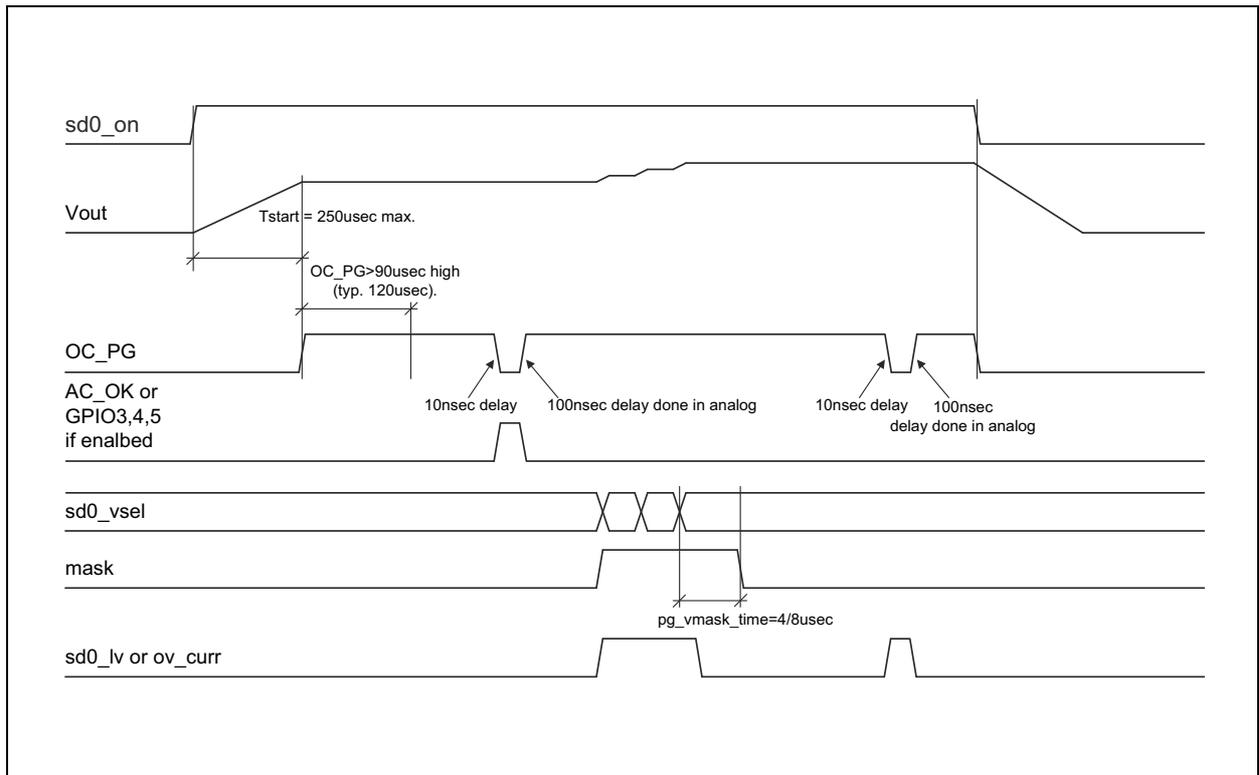 sd0_on
Vout
Tstart = 250usec max.
OC_PG>90usec high
(typ. 120usec).
OC_PG
10nsec delay
100nsec delay done in analog
10nsec delay
100nsec
delay done in analog
AC_OK or
GPIO3,4,5
if enalbed
sd0_vsel
mask
pg_vmask_time=4/8usec
sd0_lv or ov_curr